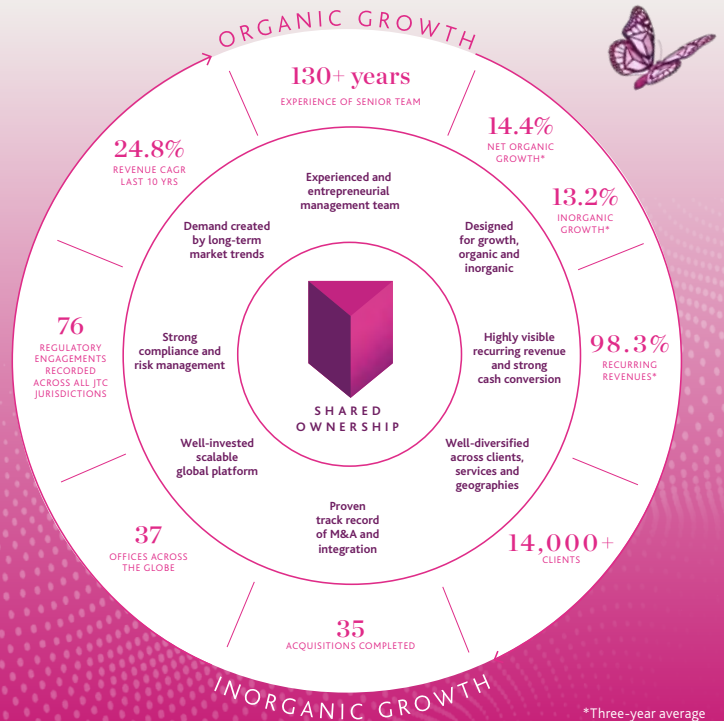 ORGANIC GROWTH
130+ years
EXPERIENCE OF SENIOR TEAM
14.4%
NET ORGANIC
GROWTH*
13.2%
INORGANIC
GROWTH*
98.3%
RECURRING
REVENUES*
14,000+
CLIENTS
35
ACQUISITIONS COMPLETED
37
OFFICES ACROSS
THE GLOBE
76
REGULATORY
ENGAGEMENTS
RECORDED
ACROSS ALL JTC
JURISDICTIONS
24.8%
REVENUE CAGR
LAST 10 YRS
Experienced and
entrepreneurial
management team
Designed
for growth,
organic and
inorganic
Highly visible
recurring revenue
and strong
cash conversion
Well-diversified
across clients,
services and
geographies
Proven
track record
of M&A and
integration
Well-invested
scalable
global platform
Strong
compliance and
risk management
Demand created
by long-term
market trends
SHARED
OWNERSHIP
INORGANIC GROWTH
*Three-year average